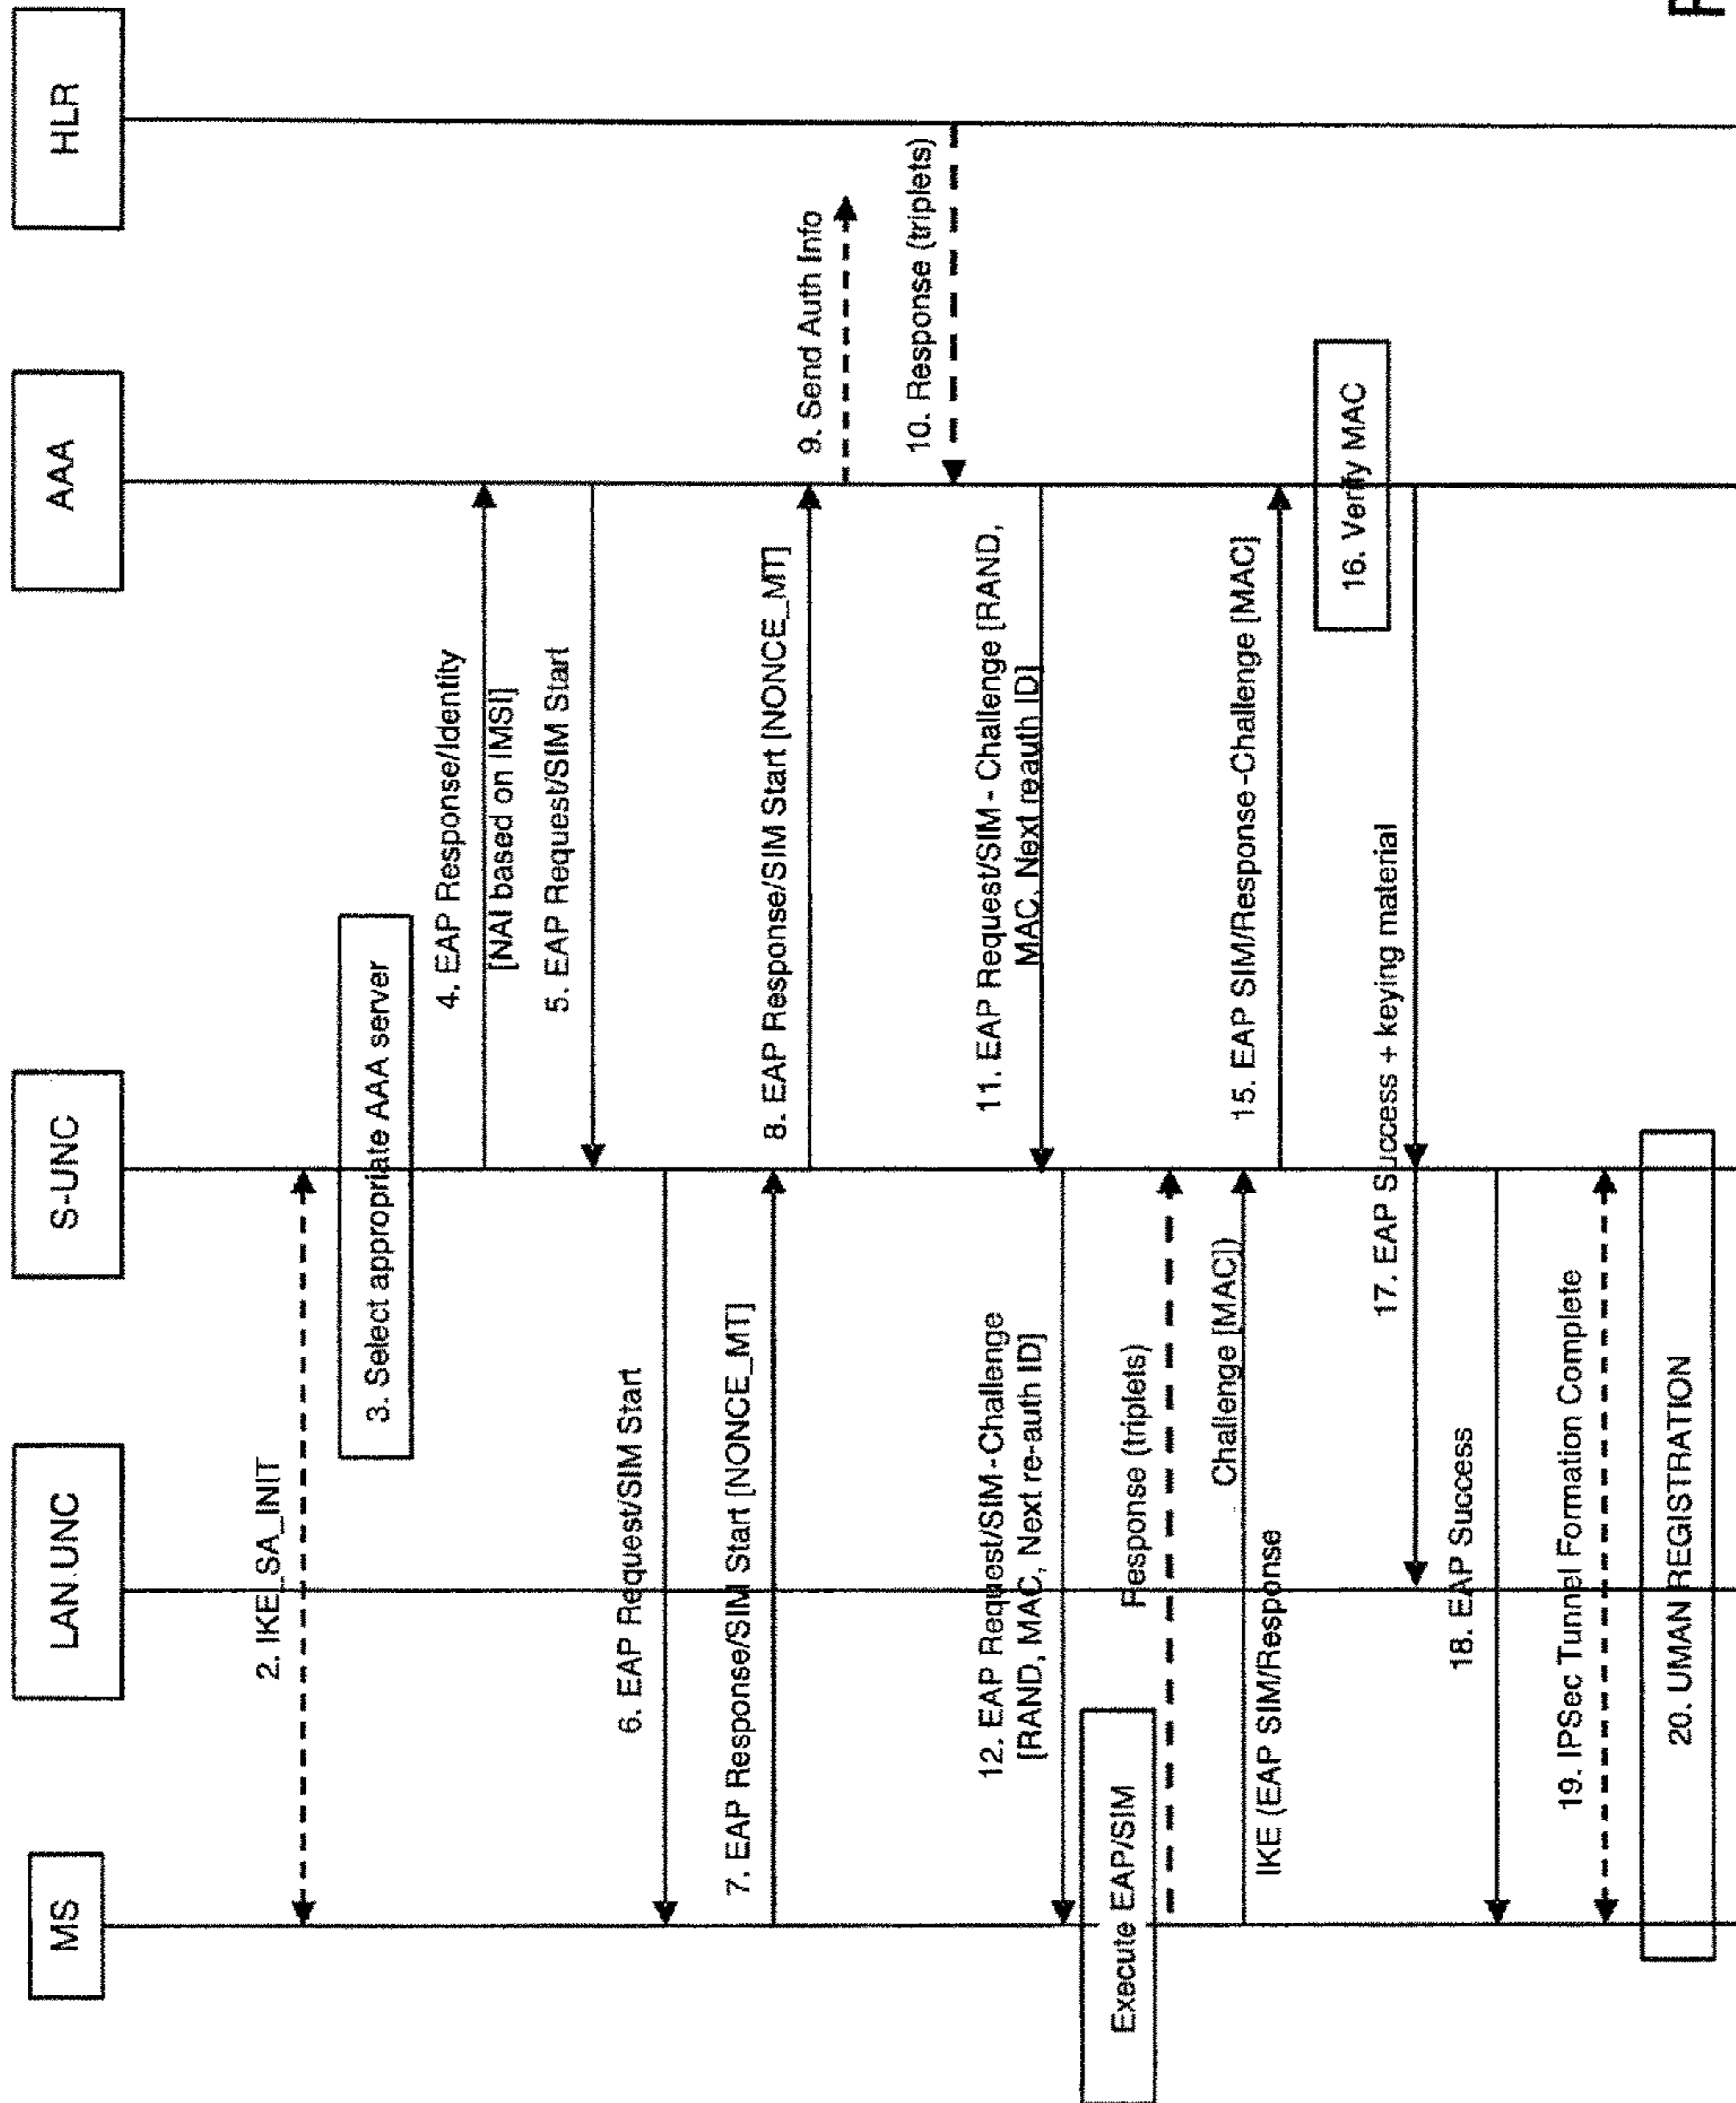 MS
LAN.UNC
S-UNC
AAA
HLR
2. IKE_SA_INIT
3. Select appropriate AAA server
4. EAP Response/Identity
[NAI based on IMSI]
5. EAP Request/SIM Start
6. EAP Request/SIM Start
7. EAP Response/SIM Start [NONCE_MT]
8. EAP Response/SIM Start [NONCE_MT]
9. Send Auth Info
10. Response (triplets)
11. EAP Request/SIM - Challenge [RAND,
MAC, Next reauth ID]
12. EAP Request/SIM-Challenge
[RAND, MAC, Next re-auth ID]
Execute EAP/SIM
Response (triplets)
Challenge [MAC])
IKE (EAP SIM/Response
15. EAP SIM/Response-Challenge [MAC]
16. Verify MAC
17. EAP Success + keying material
18. EAP Success
19. IPSec Tunnel Formation Complete
20. UMAN REGISTRATION